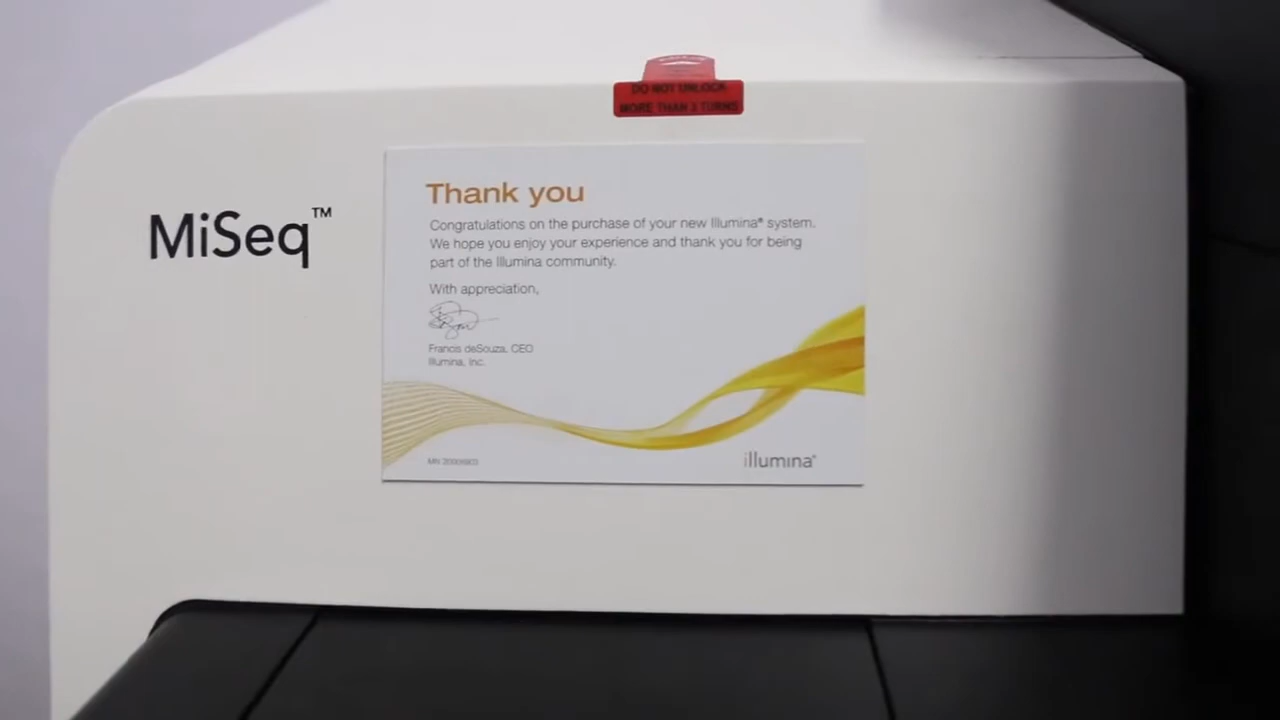 DO NOT UNLOCK
MORE THAN 3 TURNS
MiSeq™
Thank you
Congratulations on the purchase of your new Illumina® system.
We hope you enjoy your experience and thank you for being
part of the Illumina community.
With appreciation,
Francis deSouza, CEO
Illumina, Inc.
illumina®